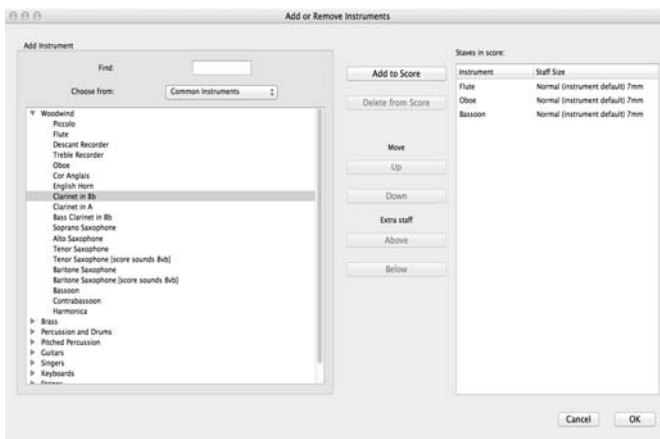 Add or Remove Instruments
Add Instrument
Find:
Choose from: Common Instruments
Woodwind
Piccolo
Flute
Descant Recorder
Treble Recorder
Oboe
Cor Anglais
English Horn
Clarinet in Bb
Clarinet in A
Bass Clarinet in Bb
Soprano Saxophone
Alto Saxophone
Tenor Saxophone
Tenor Saxophone [score sounds 8vb]
Baritone Saxophone
Baritone Saxophone [score sounds 8vb]
Bassoon
Contrabassoon
Harmonica
Brass
Percussion and Drums
Pitched Percussion
Guitars
Singers
Keyboards
Strings
Add to Score
Delete from Score
Move
Up
Down
Extra staff
Above
Below
Staves in score:
Instrument Staff Size
Flute Normal (instrument default) 7mm
Oboe Normal (instrument default) 7mm
Bassoon Normal (instrument default) 7mm
Cancel OK